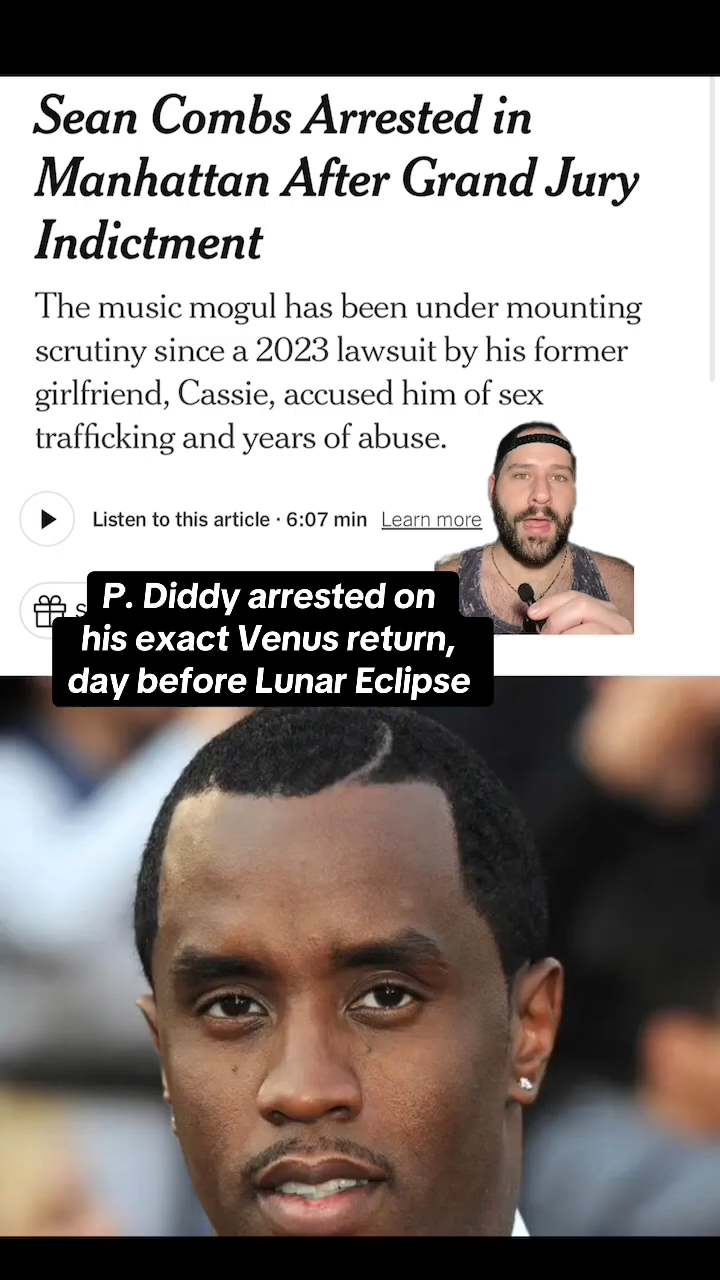 Sean Combs Arrested in
Manhattan After Grand Jury
Indictment
The music mogul has been under mounting
scrutiny since a 2023 lawsuit by his former
girlfriend, Cassie, accused him of sex
trafficking and years of abuse.
Listen to this article · 6:07 min Learn more
P. Diddy arrested on
his exact Venus return,
day before Lunar Eclipse